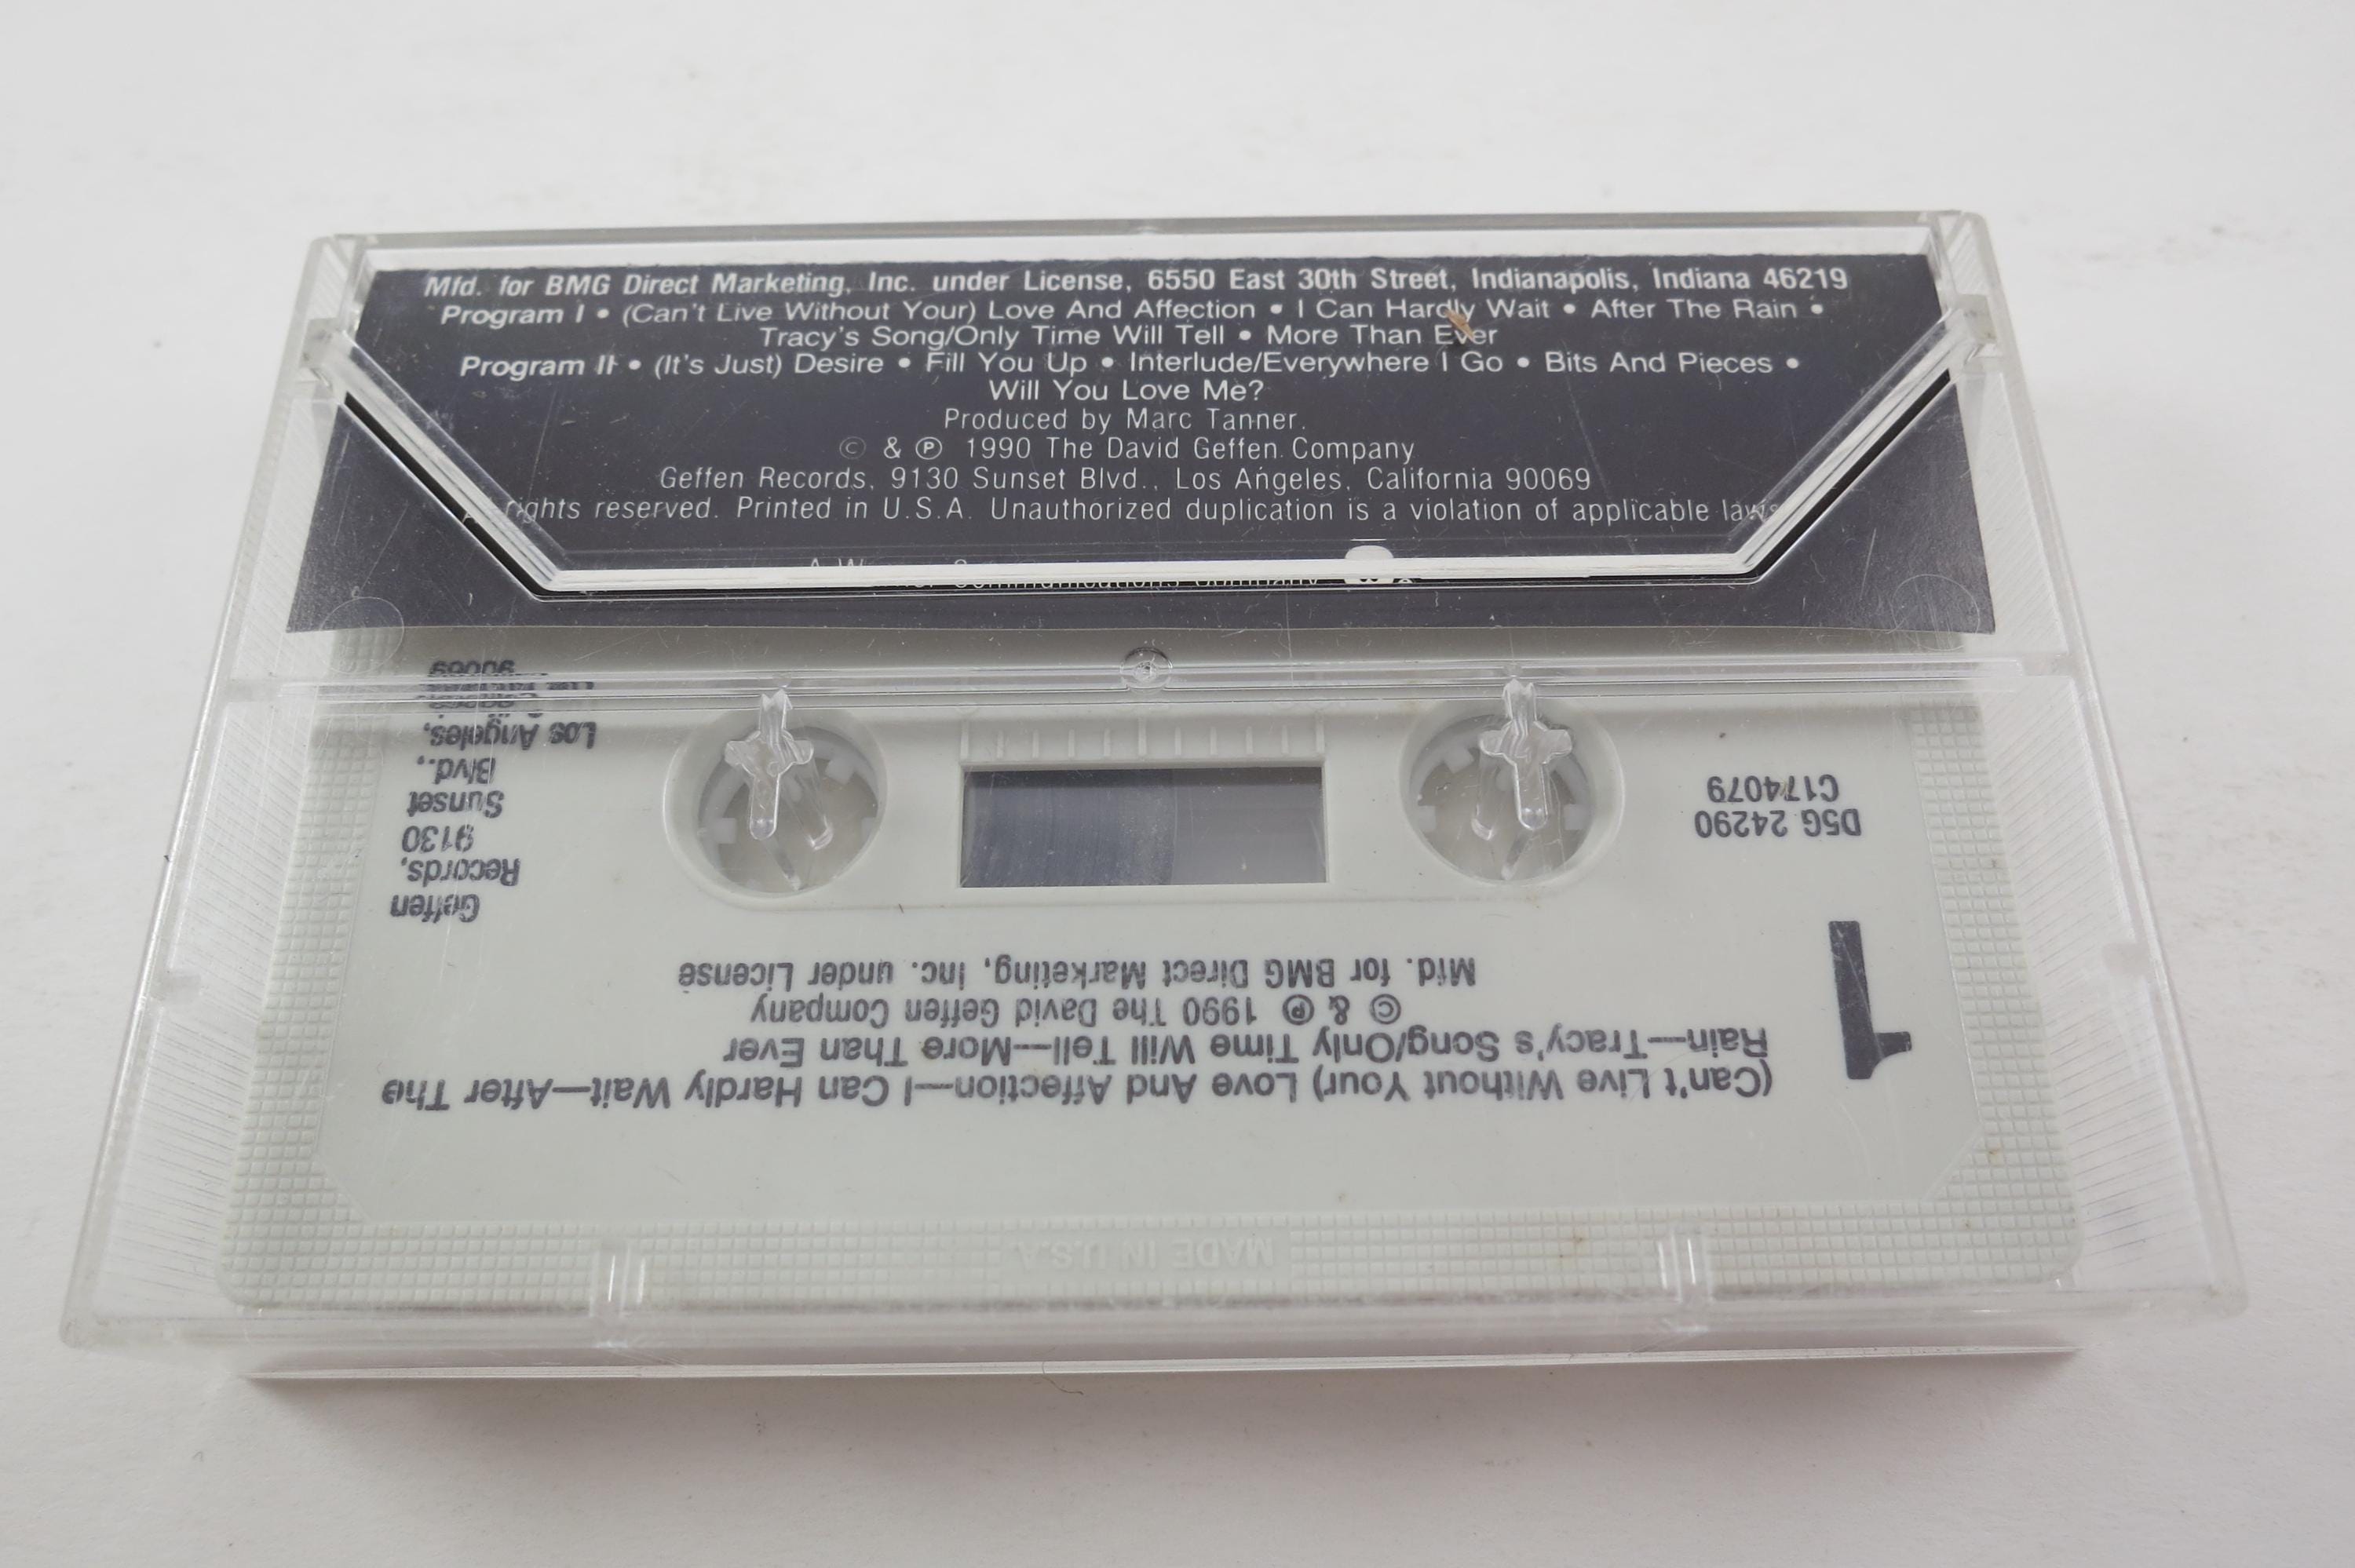 Mfd. for BMG Direct Marketing, Inc. under License, 6550 East 30th Street, Indianapolis, Indiana 46219
Program I • (Can't Live Without Your) Love And Affection • I Can Hardly Wait • After The Rain •
Tracy's Song/Only Time Will Tell • More Than Ever
Program II • (It's Just) Desire • Fill You Up • Interlude/Everywhere I Go • Bits And Pieces •
Will You Love Me?
Produced by Marc Tanner.
© & ℗ 1990 The David Geffen Company
Geffen Records, 9130 Sunset Blvd., Los Angeles, California 90069
rights reserved. Printed in U.S.A. Unauthorized duplication is a violation of applicable laws
A Warner Communications Company
1
(Can't Live Without Your) Love And Affection—I Can Hardly Wait—After The
Rain—Tracy's Song/Only Time Will Tell—More Than Ever
© & ℗ 1990 The David Geffen Company
Mfd. for BMG Direct Marketing, Inc. under License
D5G 24290
C174079
Geffen
Records,
9130
Sunset
Blvd.,
Los Angeles,
90069
MADE IN U.S.A.